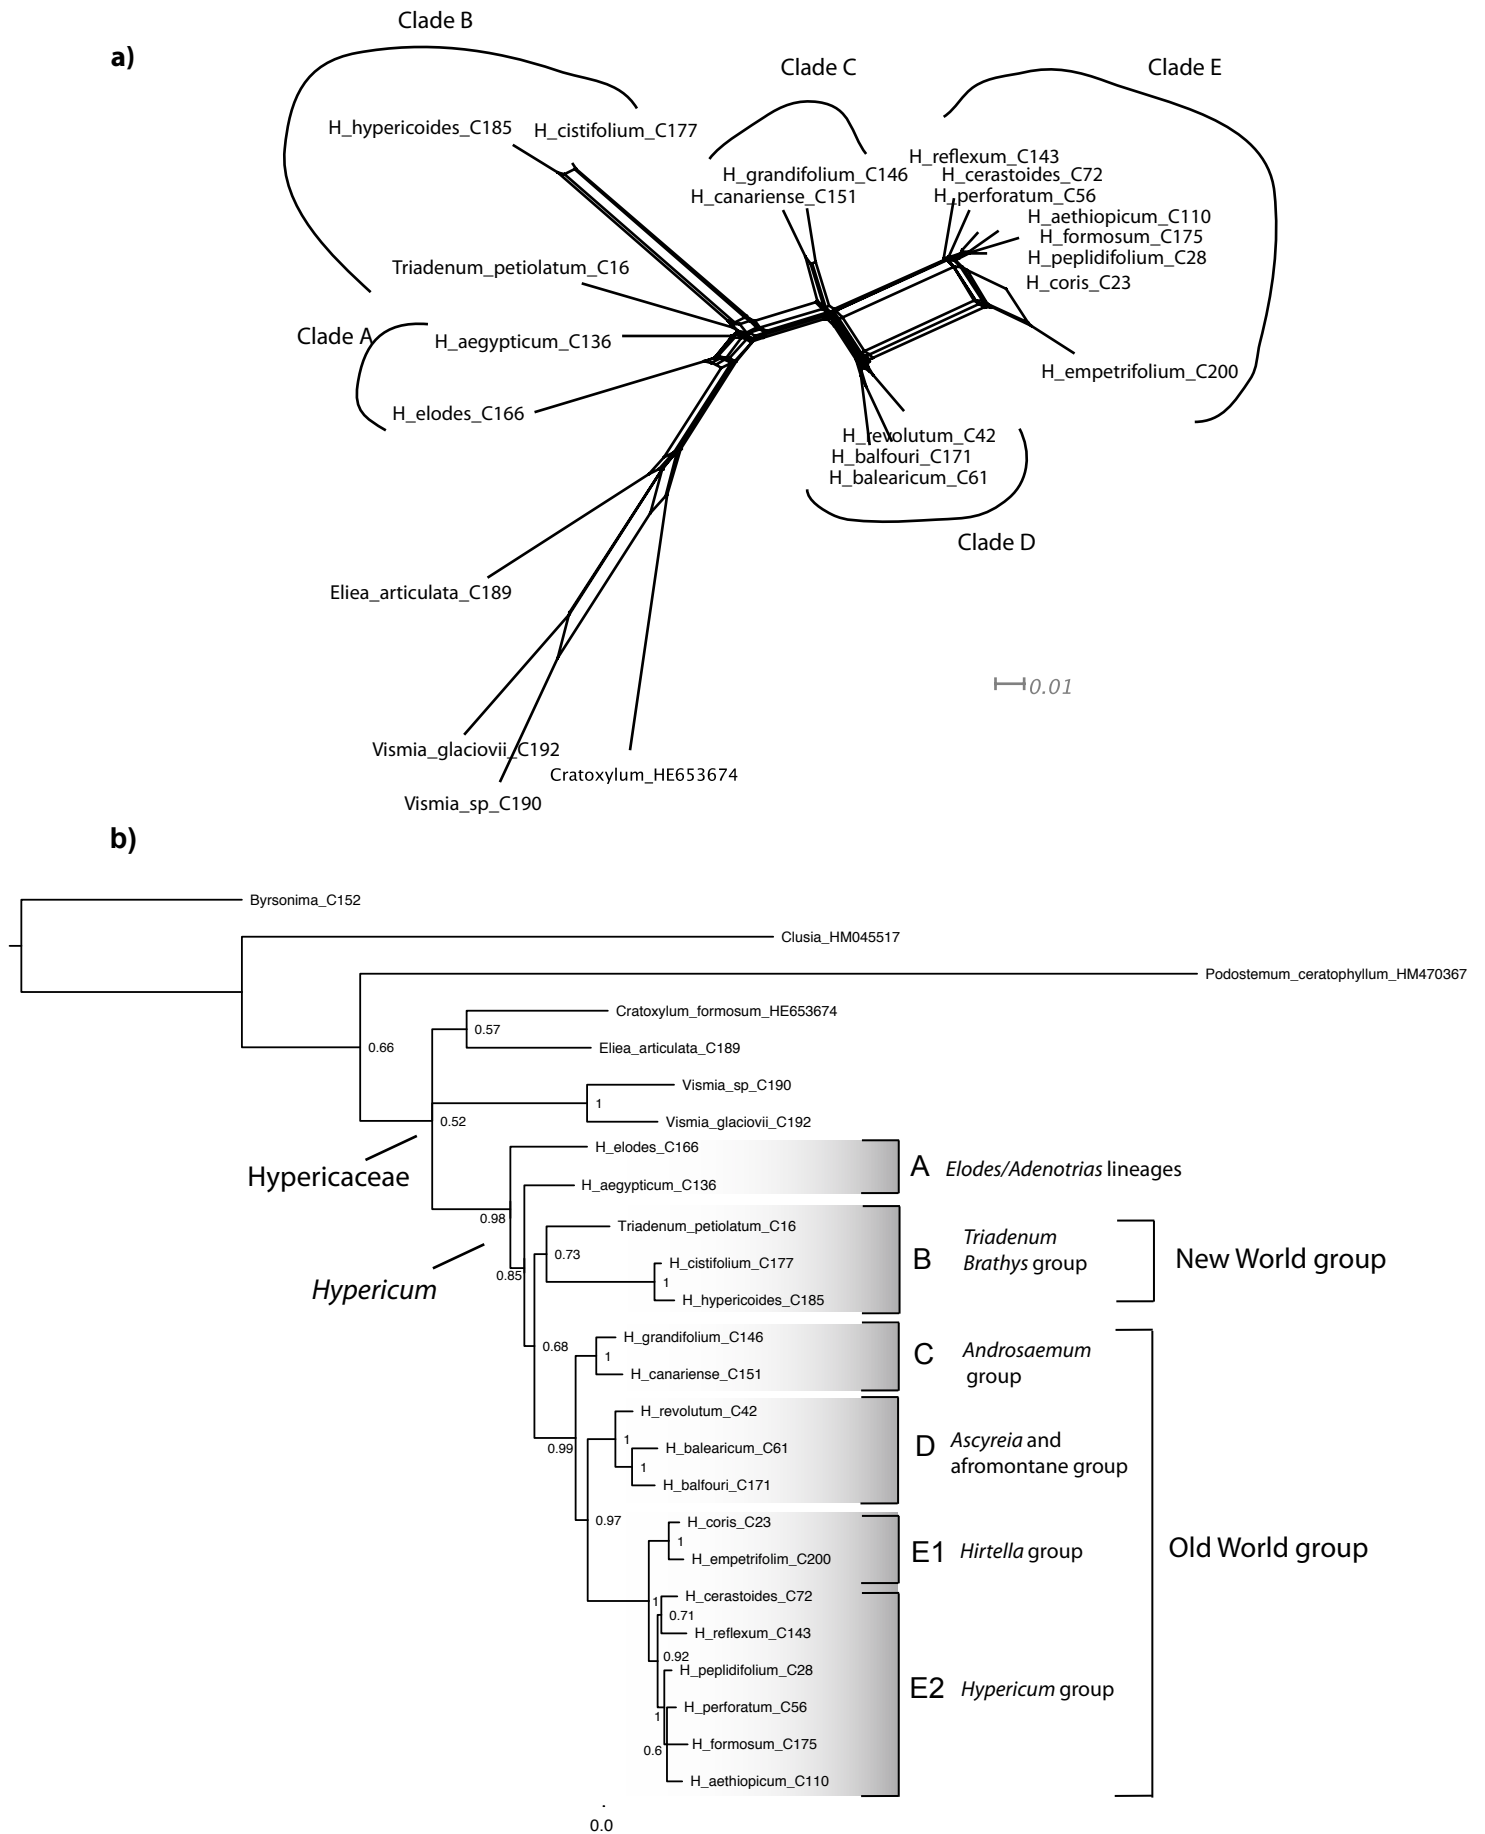 Clade B
a)
Clade C
Clade E
H_hypericoides_C185
H_cistifolium_C177
H_reflexum_C143
H_grandifolium_C146
H_cerastoides_C72
H_canariense_C151
H_perforatum_C56
H_aethiopicum_C110
H_formosum_C175
H_peplidifolium_C28
Triadenum_petiolatum_C16
H_coris_C23
Clade A
H_aegypticum_C136
H_empetrifolium_C200
H_elodes_C166
H_revolutum_C42
H_balfouri_C171
H_balearicum_C61
Clade D
Eliea_articulata_C189
0.01
Vismia_glaciovii_C192
Cratoxylum_HE653674
Vismia_sp_C190
b)
Byrsonima_C152
Clusia_HM045517
Podostemum_ceratophyllum_HM470367
Cratoxylum_formosum_HE653674
0.57
0.66
Eliea_articulata_C189
Vismia_sp_C190
1
0.52
Vismia_glaciovii_C192
Hypericaceae
H_elodes_C166
A Elodes/Adenotrias lineages
H_aegypticum_C136
0.98
Triadenum_petiolatum_C16
0.73
H_cistifolium_C177
B
Triadenum
Brathys group
New World group
0.85
1
Hypericum
H_hypericoides_C185
H_grandifolium_C146
0.68
1
C
Androsaemum
group
H_canariense_C151
H_revolutum_C42
1
0.99
H_balearicum_C61
D
Ascyreia and
afromontane group
1
H_balfouri_C171
0.97
H_coris_C23
1
E1 Hirtella group
Old World group
H_empetrifolim_C200
H_cerastoides_C72
1
0.71
H_reflexum_C143
0.92
H_peplidifolium_C28
E2 Hypericum group
H_perforatum_C56
1
H_formosum_C175
0.6
H_aethiopicum_C110
0.0